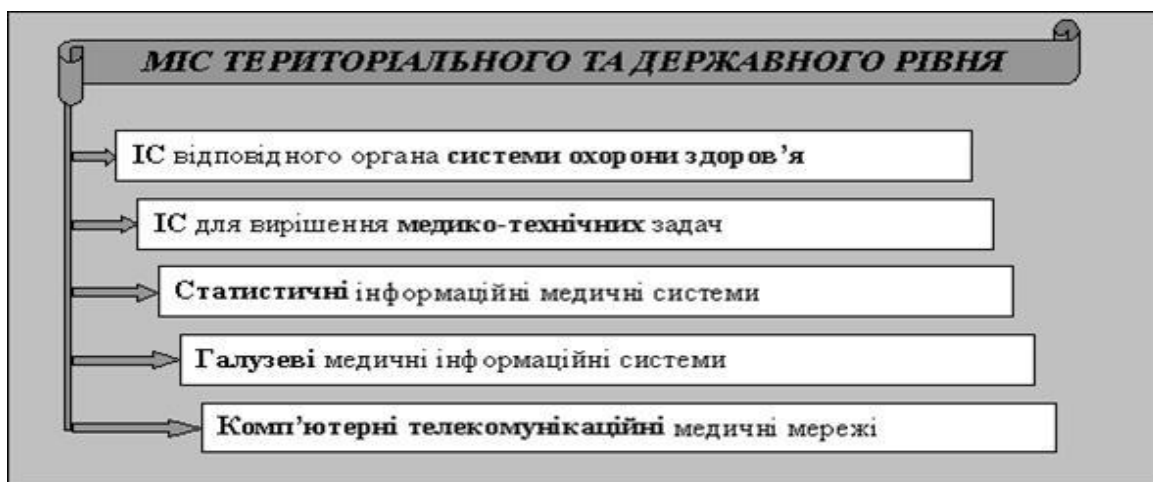 МІС ТЕРИТОРІАЛЬНОГО ТА ДЕРЖАВНОГО РІВНЯ
ІС відповідного органа системи охорони здоров’я
ІС для вирішення медико-технічних задач
Статистичні інформаційні медичні системи
Галузеві медичні інформаційні системи
Комп’ютерні телекомунікаційні медичні мережі